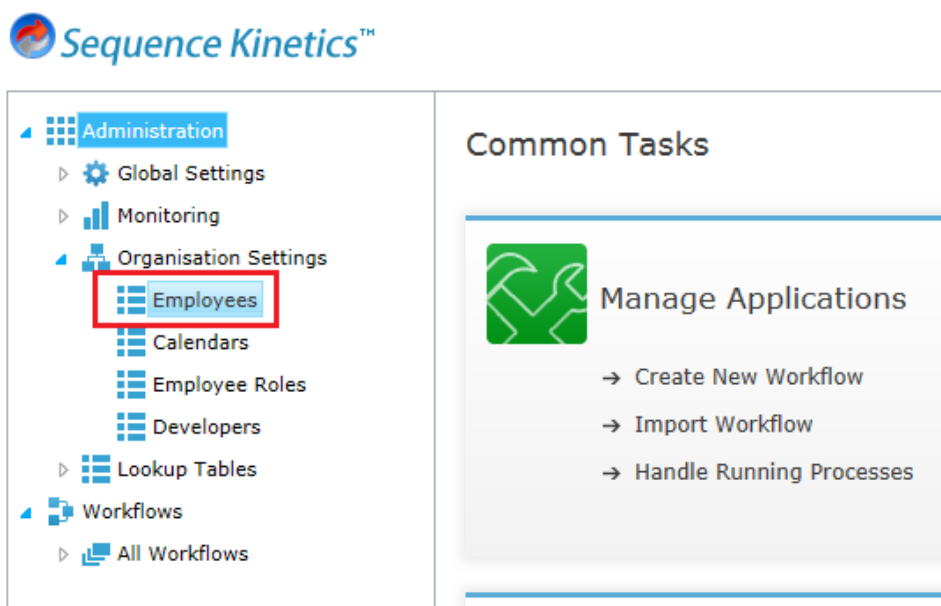 Sequence Kinetics™
Administration
Global Settings
Monitoring
Organisation Settings
Employees
Calendars
Employee Roles
Developers
Lookup Tables
Workflows
All Workflows
Common Tasks
Manage Applications
→ Create New Workflow
→ Import Workflow
→ Handle Running Processes